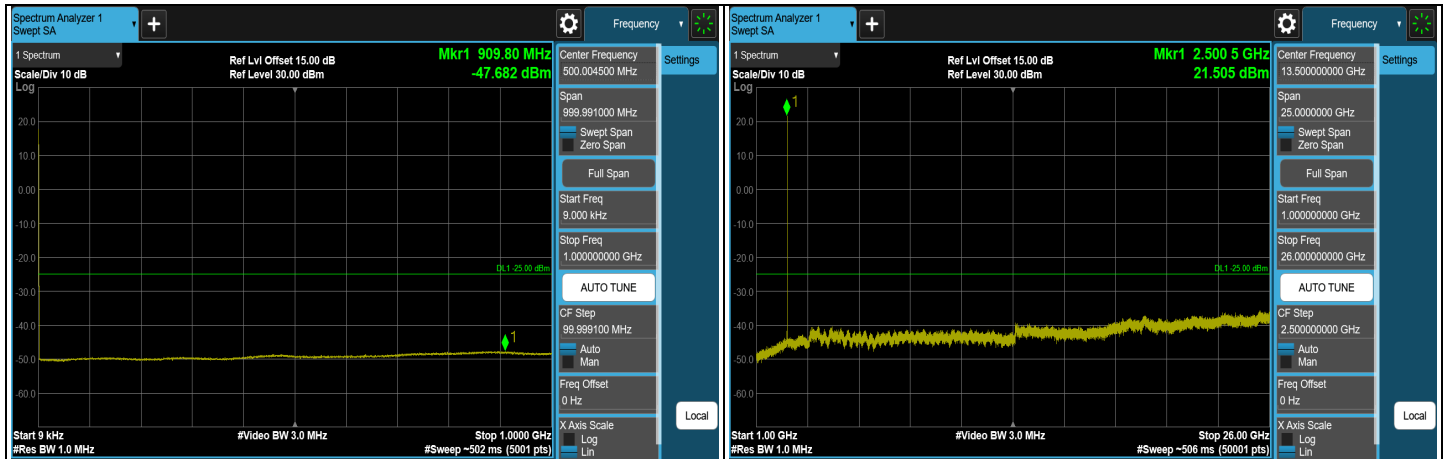 Spectrum Analyzer 1
Swept SA
+
Frequency
1 Spectrum
Scale/Div 10 dB
Log
Ref Lvl Offset 15.00 dB
Ref Level 30.00 dBm
Mkr1 909.80 MHz
-47.682 dBm
1
20.0
10.0
0.00
-10.0
-20.0
-30.0
-40.0
-50.0
-60.0
DL1 -25.00 dBm
Start 9 kHz
#Res BW 1.0 MHz
#Video BW 3.0 MHz
Stop 1.0000 GHz
#Sweep ~502 ms (5001 pts)
Center Frequency
500.004500 MHz
Settings
Span
999.991000 MHz
Swept Span
Zero Span
Full Span
Start Freq
9.000 kHz
Stop Freq
1.000000000 GHz
AUTO TUNE
CF Step
99.999100 MHz
Auto
Man
Freq Offset
0 Hz
X Axis Scale
Log
Lin
Local
Spectrum Analyzer 1
Swept SA
+
Frequency
1 Spectrum
Scale/Div 10 dB
Log
Ref Lvl Offset 15.00 dB
Ref Level 30.00 dBm
Mkr1 2.500 5 GHz
21.505 dBm
1
20.0
10.0
0.00
-10.0
-20.0
-30.0
-40.0
-50.0
-60.0
DL1 -25.00 dBm
Start 1.00 GHz
#Res BW 1.0 MHz
#Video BW 3.0 MHz
Stop 26.00 GHz
#Sweep ~506 ms (50001 pts)
Center Frequency
13.500000000 GHz
Settings
Span
25.0000000 GHz
Swept Span
Zero Span
Full Span
Start Freq
1.000000000 GHz
Stop Freq
26.000000000 GHz
AUTO TUNE
CF Step
2.500000000 GHz
Auto
Man
Freq Offset
0 Hz
X Axis Scale
Log
Lin
Local